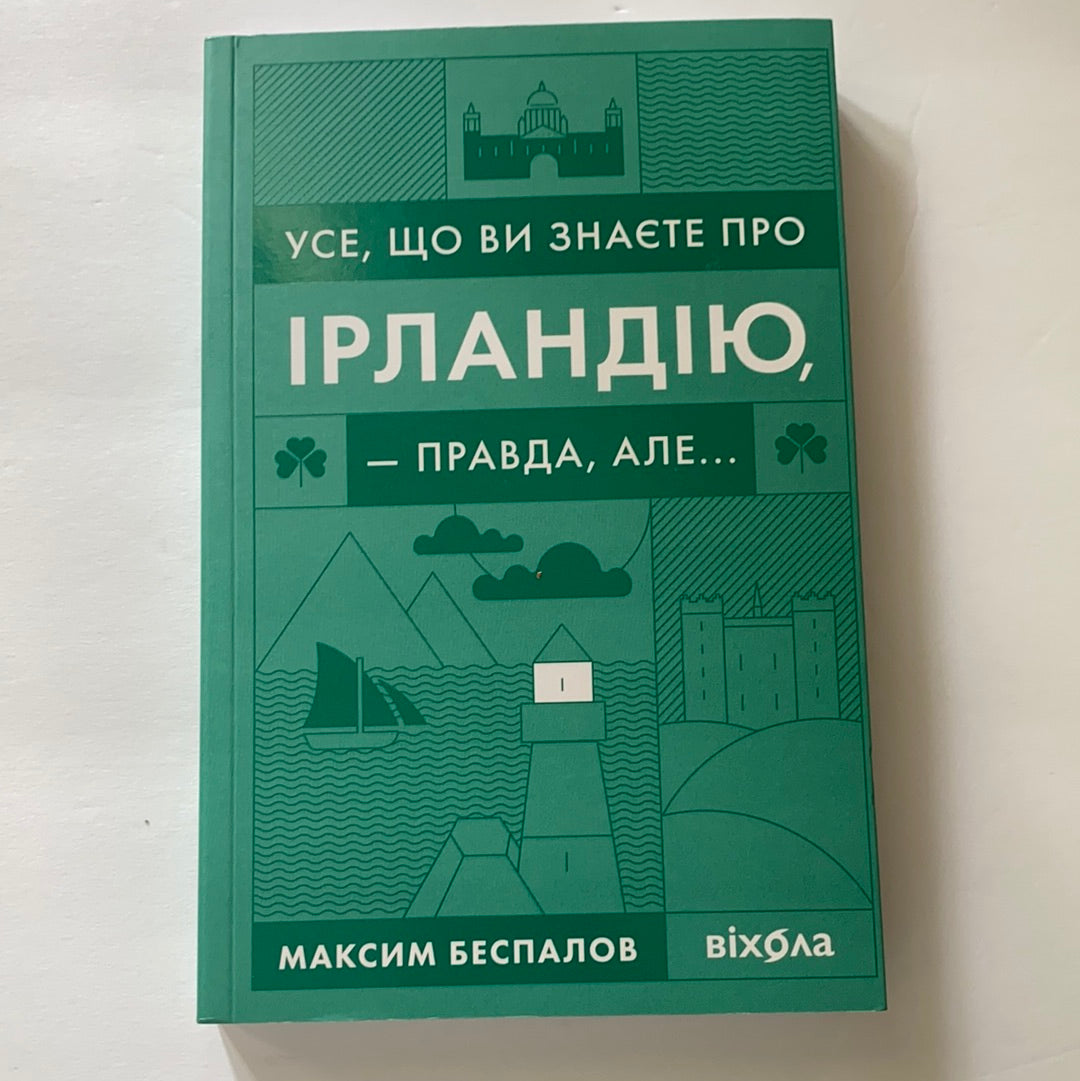 УСЕ, ЩО ВИ ЗНАЄТЕ ПРО
ІРЛАНДІЮ,
— ПРАВДА, АЛЕ...
МАКСИМ БЕСПАЛОВ
віхола